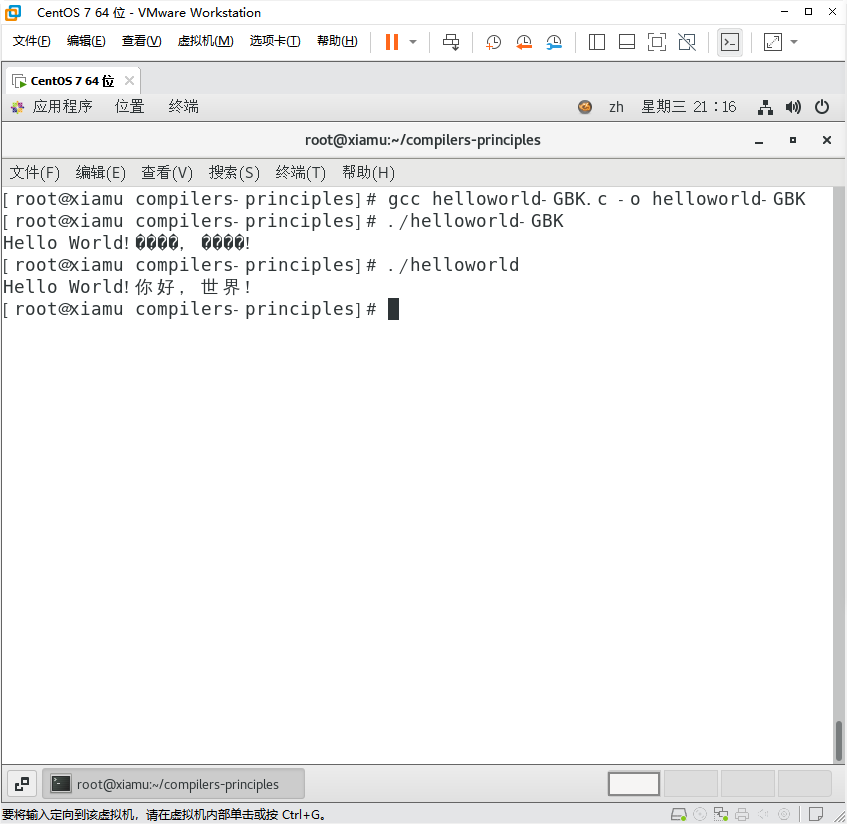 CentOS 7 64 位 - VMware Workstation
文件(F) 编辑(E) 查看(V) 虚拟机(M) 选项卡(T) 帮助(H)
CentOS 7 64 位
应用程序 位置 终端 zh 星期三 21:16
root@xiamu:~/compilers-principles
文件(F) 编辑(E) 查看(V) 搜索(S) 终端(T) 帮助(H)
[root@xiamu compilers-principles]# gcc helloworld-GBK.c -o helloworld-GBK
[root@xiamu compilers-principles]# ./helloworld-GBK
Hello World!����, ����!
[root@xiamu compilers-principles]# ./helloworld
Hello World!你好, 世界!
[root@xiamu compilers-principles]#
root@xiamu:~/compilers-principles
要将输入定向到该虚拟机，请在虚拟机内部单击或按 Ctrl+G。